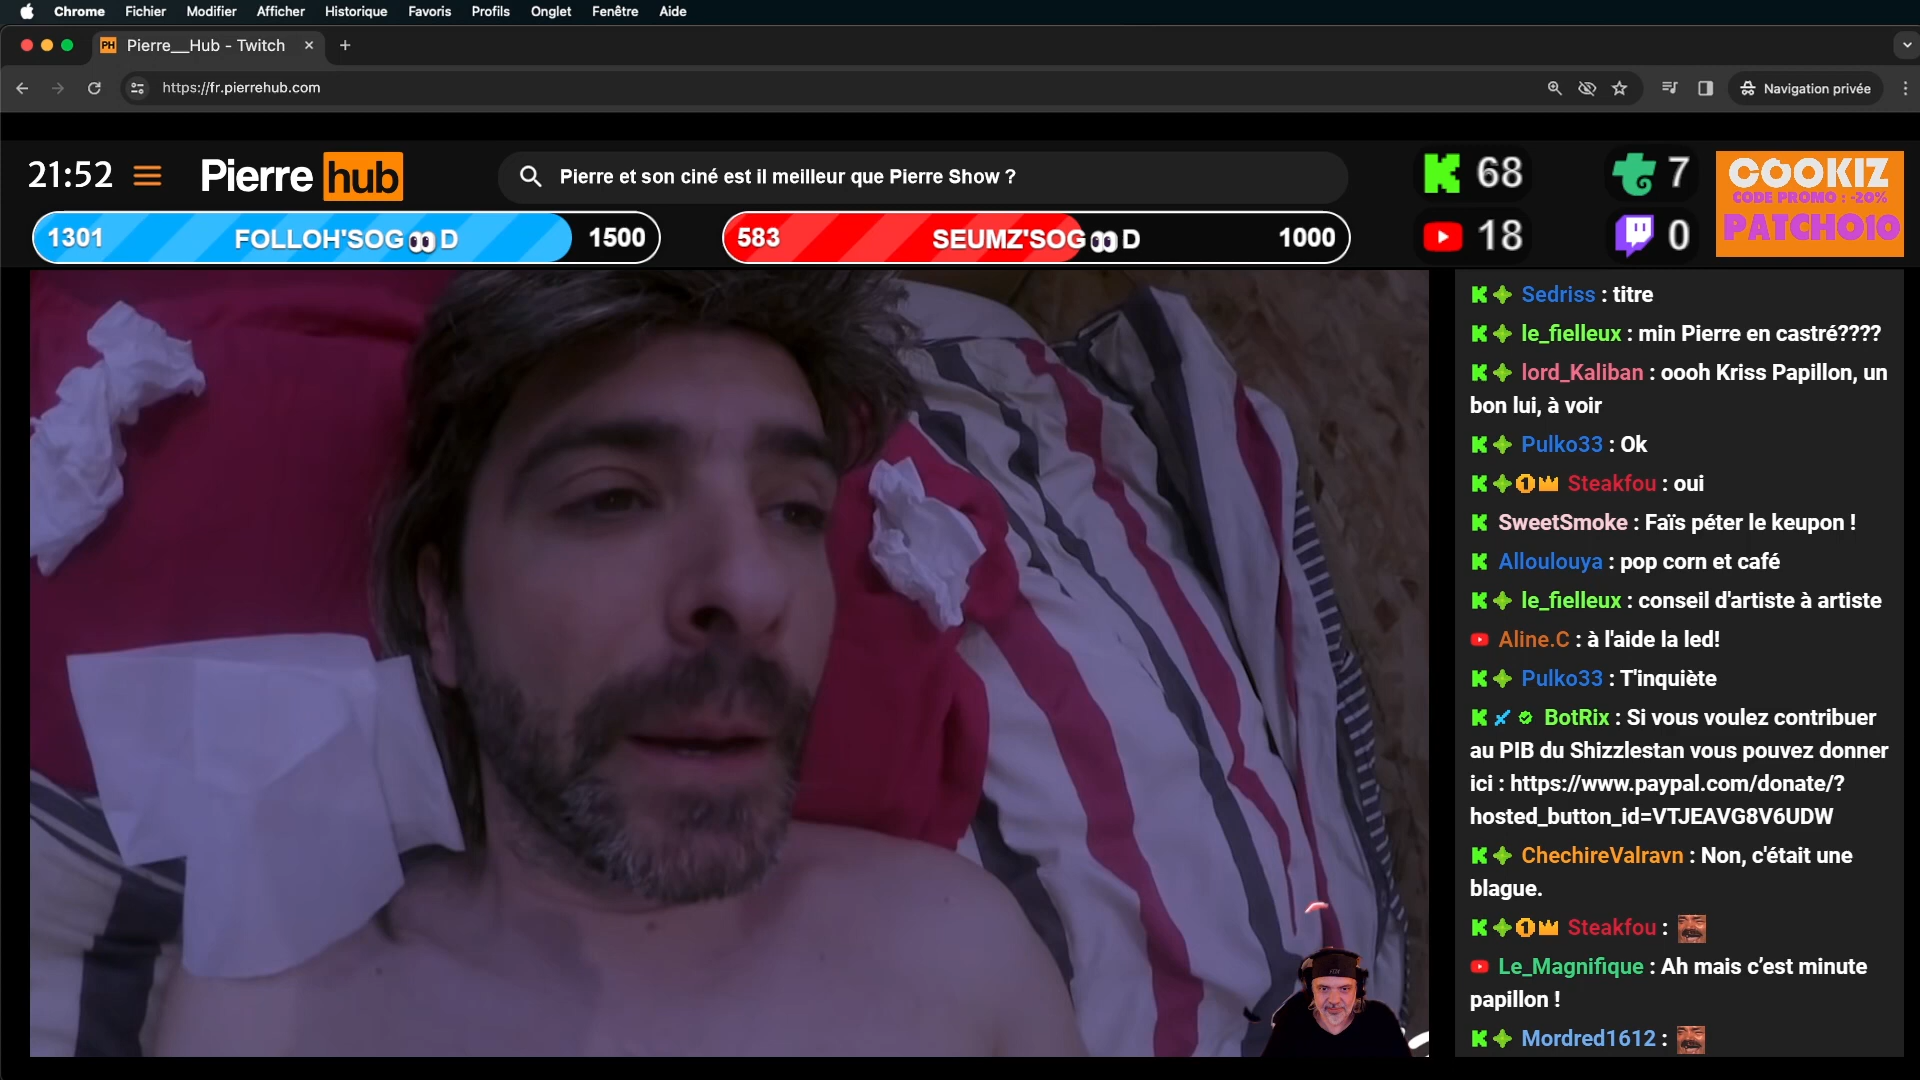 Chrome Fichier Modifier Afficher Historique Favoris Profils Onglet Fenêtre Aide
PH Pierre__Hub - Twitch
https://fr.pierrehub.com
Navigation privée
21:52
Pierre hub
Pierre et son ciné est il meilleur que Pierre Show ?
68
7
COOKIZ
CODE PROMO : -20%
PATCHO10
1301 FOLLOH'SOG👀D 1500
583 SEUMZ'SOG👀D 1000
18
0
Sedriss : titre
le_fielleux : min Pierre en castré????
lord_Kaliban : oooh Kriss Papillon, un
bon lui, à voir
Pulko33 : Ok
Steakfou : oui
SweetSmoke : Faïs péter le keupon !
Alloulouya : pop corn et café
le_fielleux : conseil d'artiste à artiste
Aline.C : à l'aide la led!
Pulko33 : T'inquiète
BotRix : Si vous voulez contribuer
au PIB du Shizzlestan vous pouvez donner
ici : https://www.paypal.com/donate/?
hosted_button_id=VTJEAVG8V6UDW
ChechireValravn : Non, c'était une
blague.
Steakfou :
Le_Magnifique : Ah mais c’est minute
papillon !
Mordred1612 :